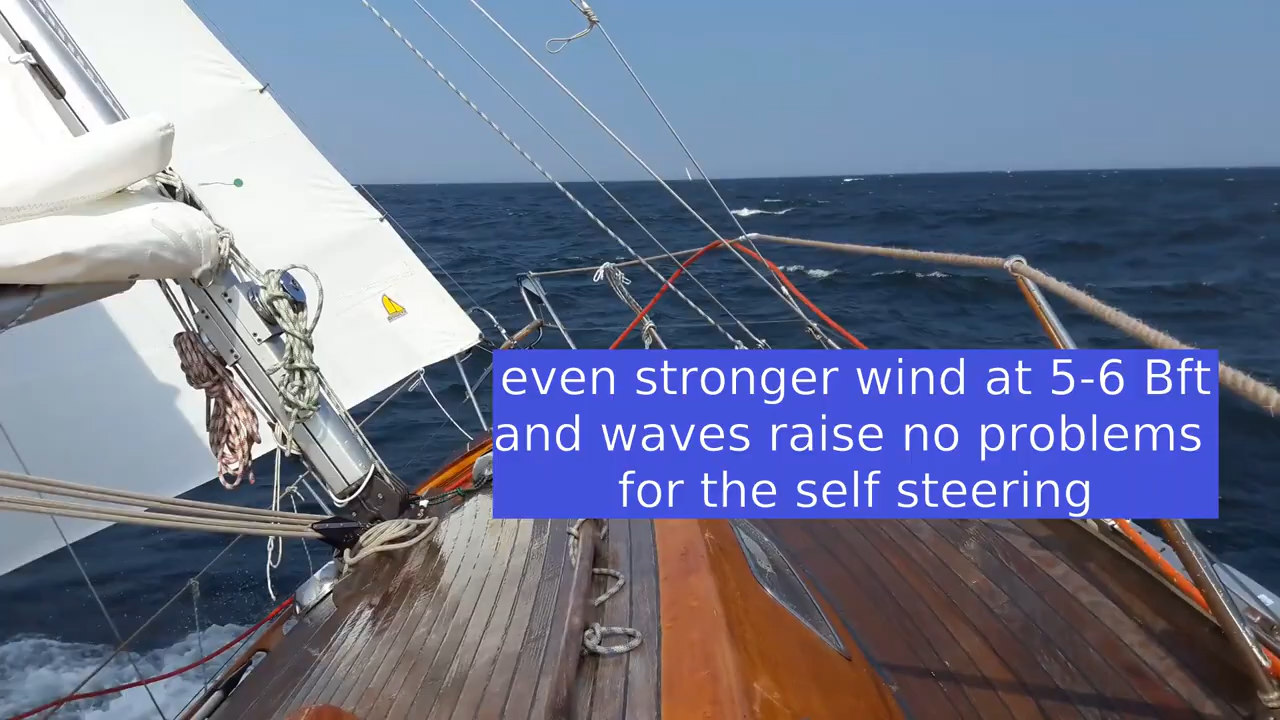 even stronger wind at 5-6 Bft
and waves raise no problems
for the self steering